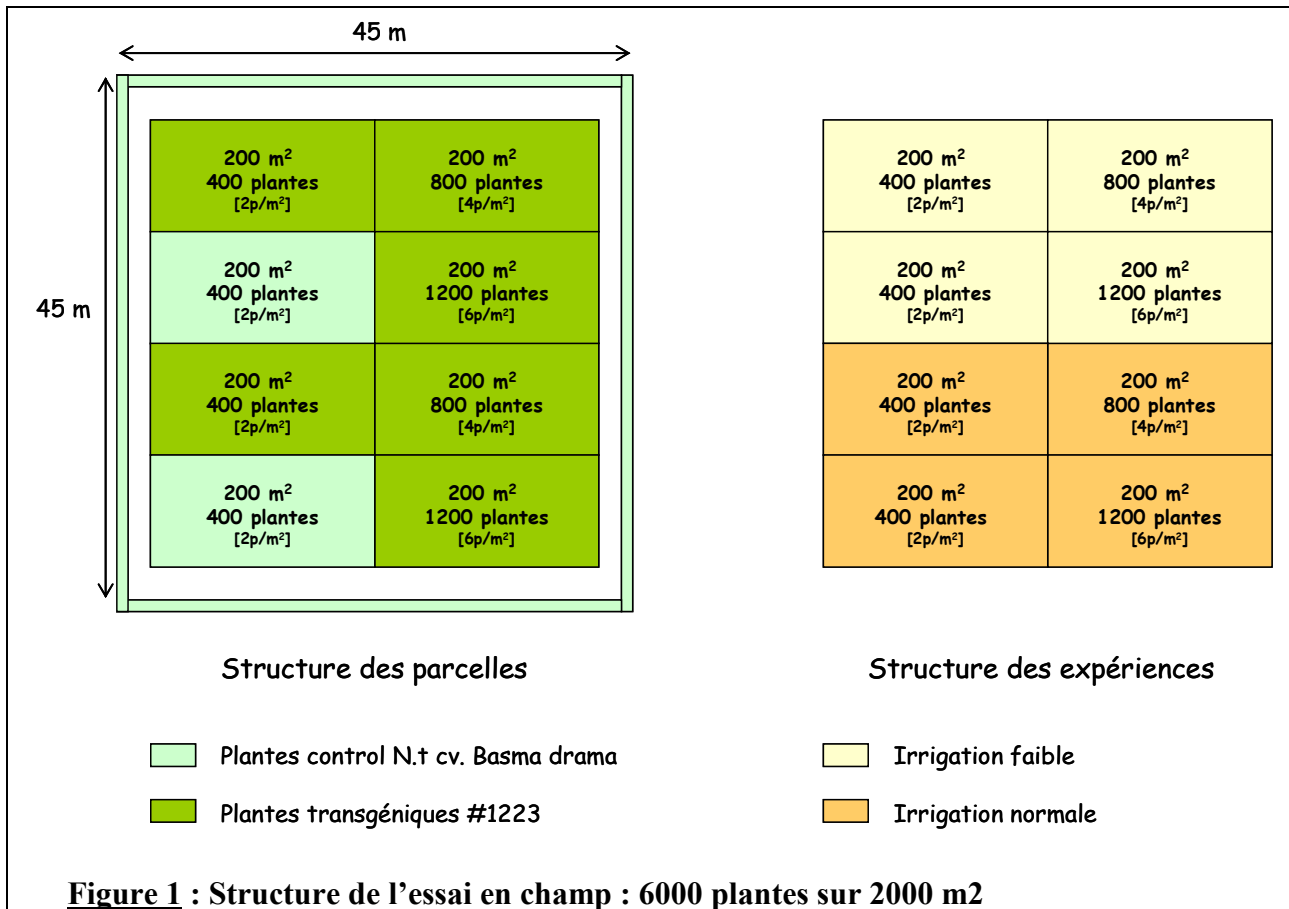 45 m
45 m
200 m²
400 plantes
[2p/m²]
200 m²
800 plantes
[4p/m²]
200 m²
400 plantes
[2p/m²]
200 m²
1200 plantes
[6p/m²]
200 m²
400 plantes
[2p/m²]
200 m²
800 plantes
[4p/m²]
200 m²
400 plantes
[2p/m²]
200 m²
1200 plantes
[6p/m²]
Structure des parcelles
Plantes control N.t cv. Basma drama
Plantes transgéniques #1223
200 m²
400 plantes
[2p/m²]
200 m²
800 plantes
[4p/m²]
200 m²
400 plantes
[2p/m²]
200 m²
1200 plantes
[6p/m²]
200 m²
400 plantes
[2p/m²]
200 m²
800 plantes
[4p/m²]
200 m²
400 plantes
[2p/m²]
200 m²
1200 plantes
[6p/m²]
Structure des expériences
Irrigation faible
Irrigation normale
Figure 1 : Structure de l'essai en champ : 6000 plantes sur 2000 m2